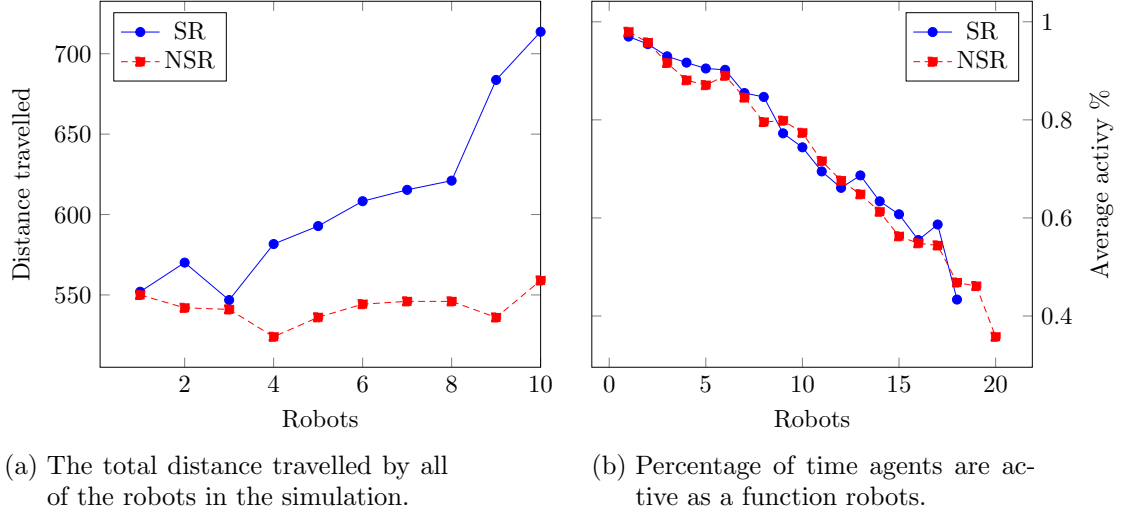 SR
NSR
700
650
600
550
Distance travelled
2
4
6
8
10
Robots
(a) The total distance travelled by all
of the robots in the simulation.
SR
NSR
1
0.8
0.6
0.4
Average activy %
0
5
10
15
20
Robots
(b) Percentage of time agents are ac-
tive as a function robots.